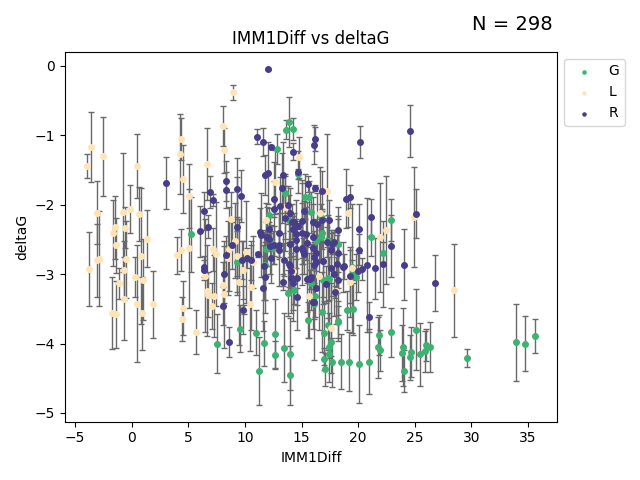 N = 298
IMM1Diff vs deltaG
G
L
R
0
−1
−2
−3
−4
−5
deltaG
−5 0 5 10 15 20 25 30 35
IMM1Diff